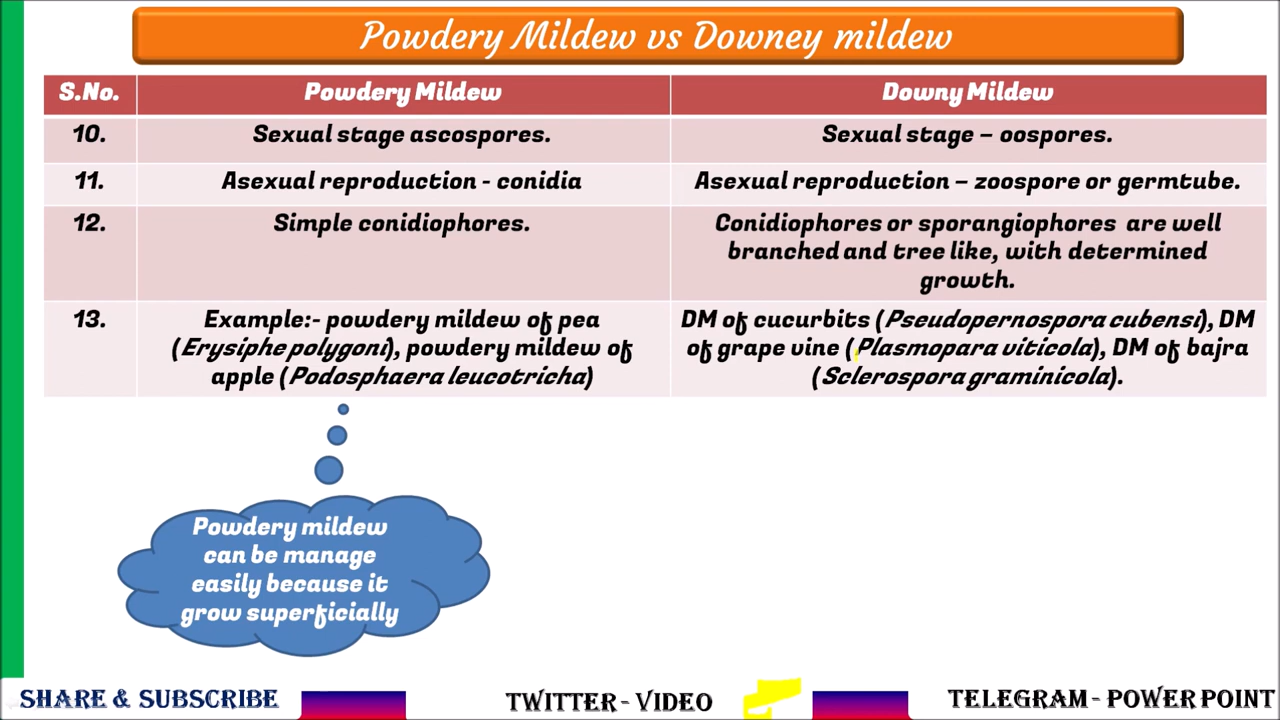 Powdery Mildew vs Downey mildew
S.No. Powdery Mildew Downy Mildew
10. Sexual stage ascospores. Sexual stage – oospores.
11. Asexual reproduction - conidia Asexual reproduction – zoospore or germtube.
12. Simple conidiophores. Conidiophores or sporangiophores are well
branched and tree like, with determined
growth.
13. Example:- powdery mildew of pea
(Erysiphe polygoni), powdery mildew of
apple (Podosphaera leucotricha)
DM of cucurbits (Pseudopernospora cubensi), DM
of grape vine (Plasmopara viticola), DM of bajra
(Sclerospora graminicola).
Powdery mildew
can be manage
easily because it
grow superficially
SHARE & SUBSCRIBE TWITTER - VIDEO TELEGRAM - POWER POINT